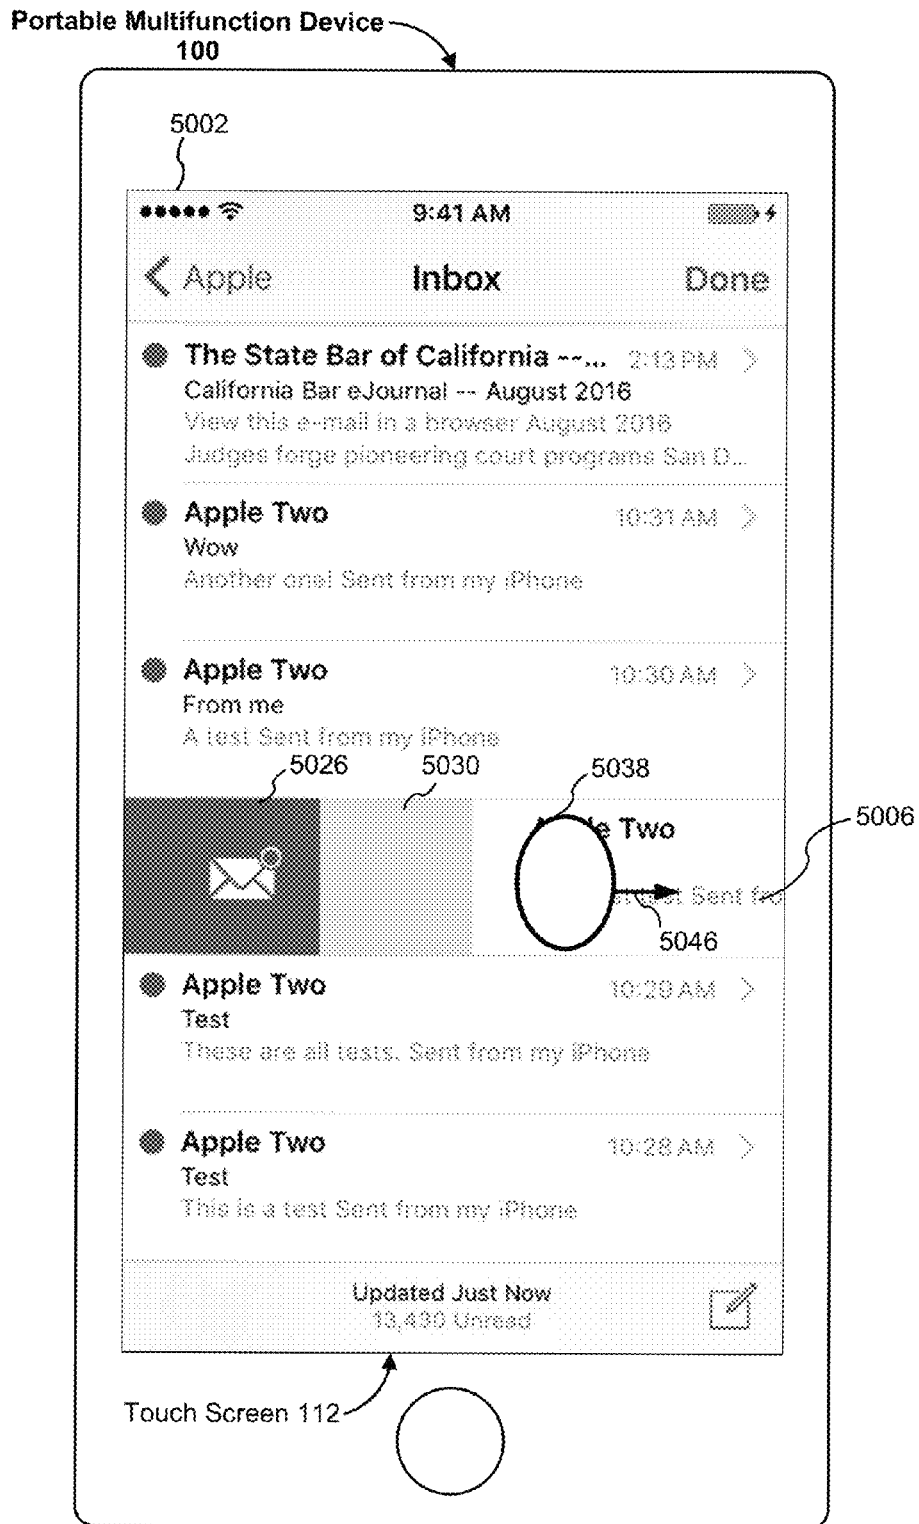 Portable Multifunction Device
100
5002
9:41 AM
Apple
Inbox
Done
The State Bar of California --... 2:13 PM
California Bar eJournal -- August 2016
View this e-mail in a browser August 2016
Judges forge pioneering court programs San D...
Apple Two 10:31 AM
Wow
Another one! Sent from my iPhone
Apple Two 10:30 AM
From me
A test Sent from my iPhone
5026
5030
5038
5006
Two
Sent fro
5046
Apple Two 10:29 AM
Test
These are all tests. Sent from my iPhone
Apple Two 10:28 AM
Test
This is a test Sent from my iPhone
Updated Just Now
13,430 Unread
Touch Screen 112